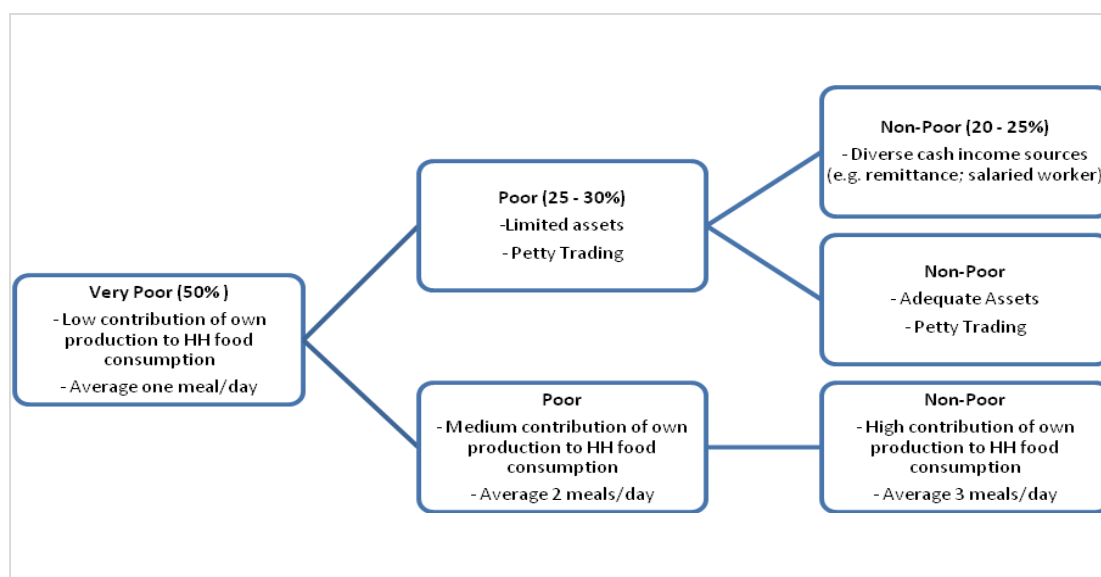 Very Poor (50% )
- Low contribution of own
production to HH food
consumption
- Average one meal/day
Poor (25 - 30%)
-Limited assets
- Petty Trading
Poor
- Medium contribution of own
production to HH food
consumption
- Average 2 meals/day
Non-Poor (20 - 25%)
- Diverse cash income sources
(e.g. remittance; salaried worker)
Non-Poor
- Adequate Assets
- Petty Trading
Non-Poor
- High contribution of own
production to HH food
consumption
- Average 3 meals/day